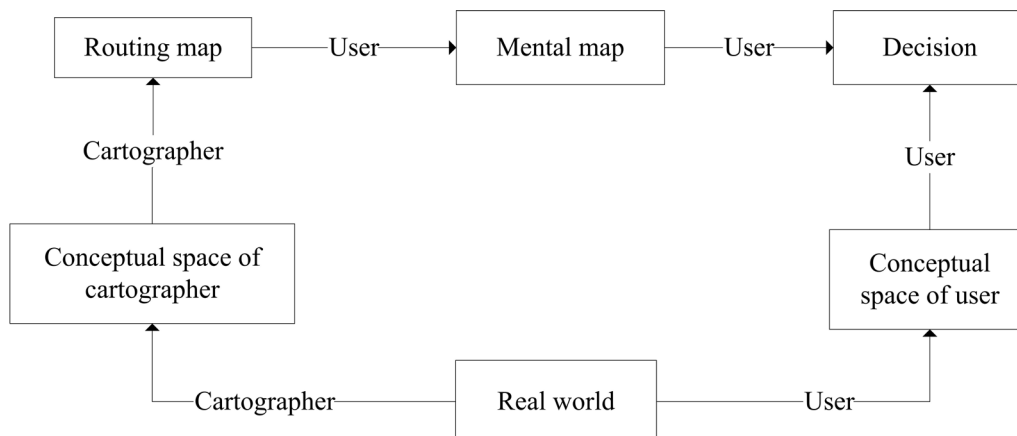 Routing map
User
Mental map
User
Decision
Cartographer
User
Conceptual space of
cartographer
Conceptual
space of user
Cartographer
Real world
User